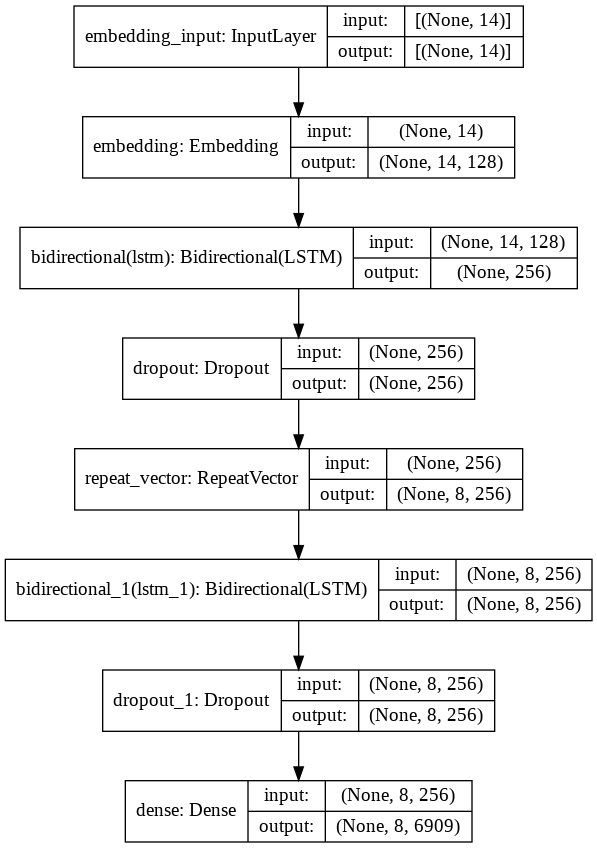 embedding_input: InputLayer
input: [(None, 14)]
output: [(None, 14)]
embedding: Embedding
input: (None, 14)
output: (None, 14, 128)
bidirectional(lstm): Bidirectional(LSTM)
input: (None, 14, 128)
output: (None, 256)
dropout: Dropout
input: (None, 256)
output: (None, 256)
repeat_vector: RepeatVector
input: (None, 256)
output: (None, 8, 256)
bidirectional_1(lstm_1): Bidirectional(LSTM)
input: (None, 8, 256)
output: (None, 8, 256)
dropout_1: Dropout
input: (None, 8, 256)
output: (None, 8, 256)
dense: Dense
input: (None, 8, 256)
output: (None, 8, 6909)